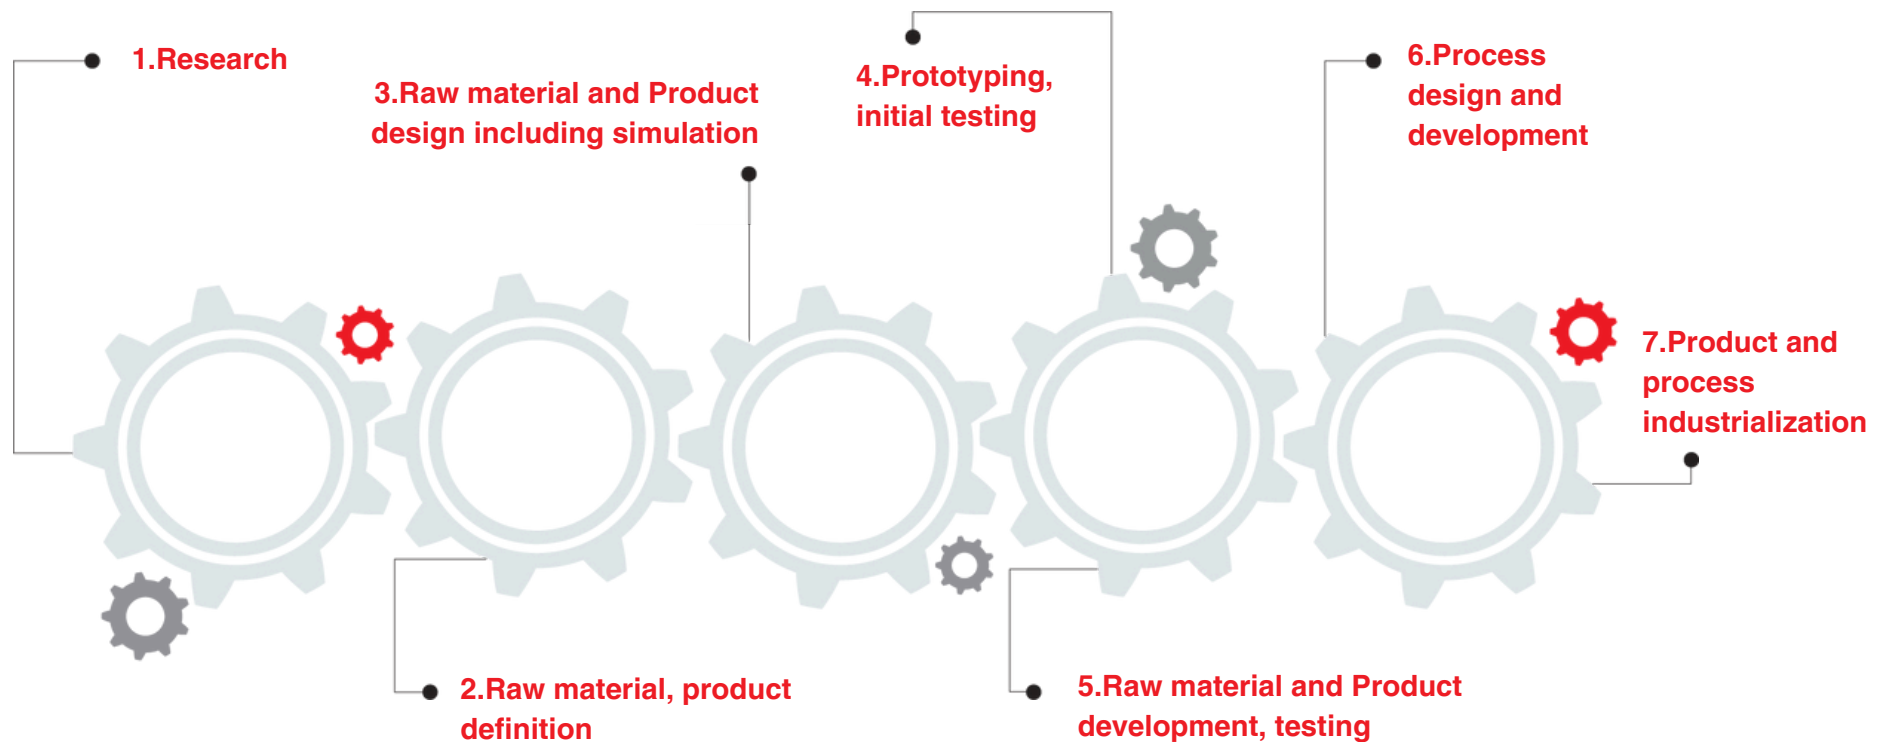 1.Research
2.Raw material, product
definition
3.Raw material and Product
design including simulation
4.Prototyping,
initial testing
5.Raw material and Product
development, testing
6.Process
design and
development
7.Product and
process
industrialization